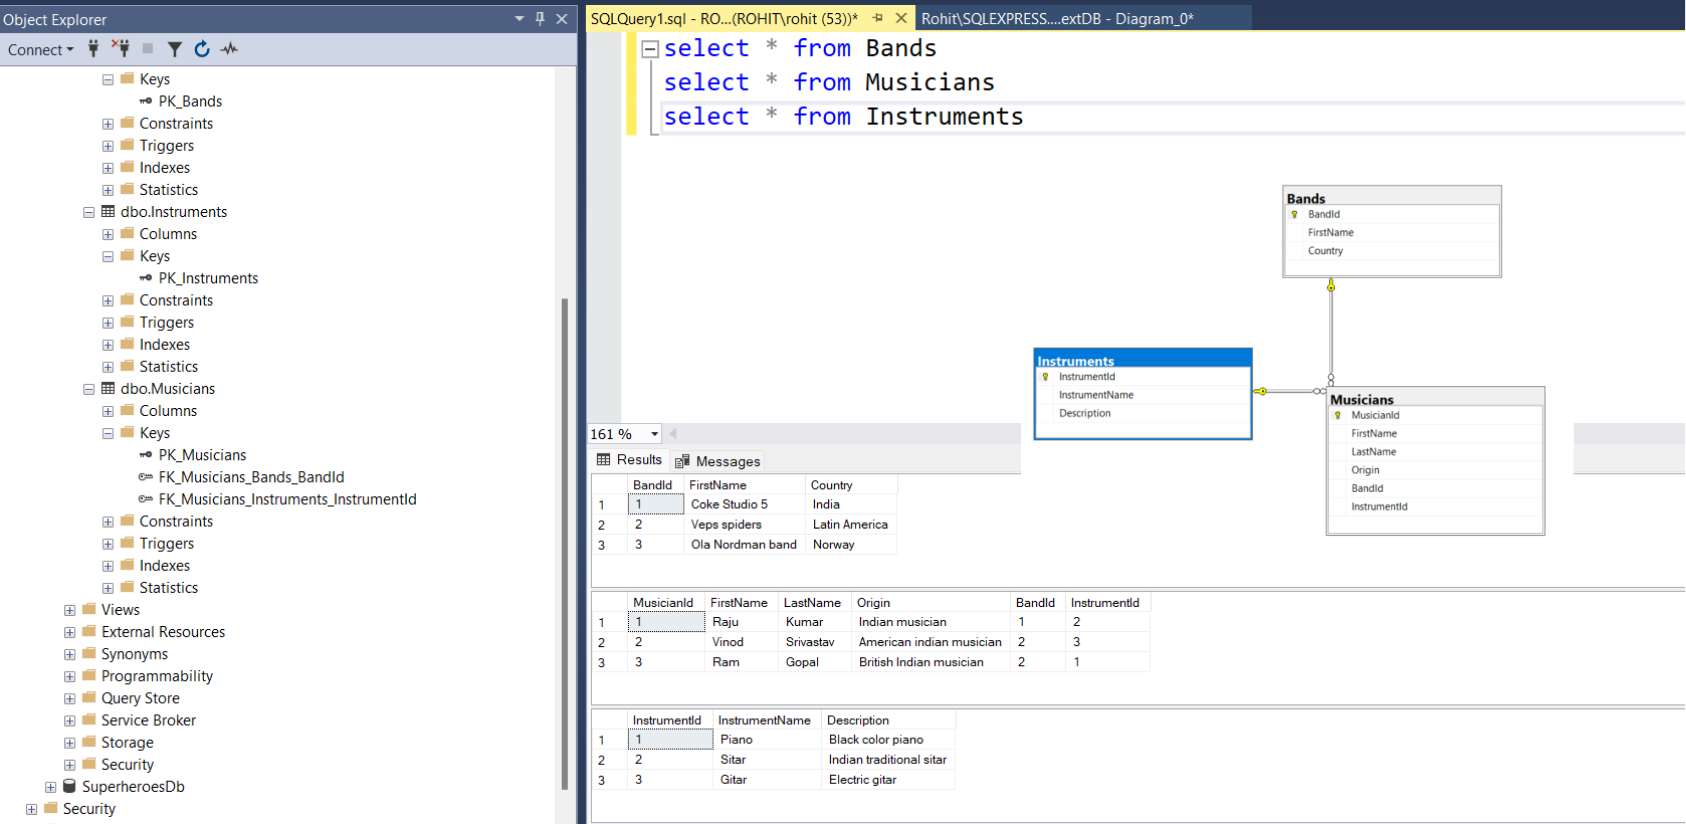 Object Explorer
Connect
Keys
PK_Bands
Constraints
Triggers
Indexes
Statistics
dbo.Instruments
Columns
Keys
PK_Instruments
Constraints
Triggers
Indexes
Statistics
dbo.Musicians
Columns
Keys
PK_Musicians
FK_Musicians_Bands_BandId
FK_Musicians_Instruments_InstrumentId
Constraints
Triggers
Indexes
Statistics
Views
External Resources
Synonyms
Programmability
Query Store
Service Broker
Storage
Security
SuperheroesDb
Security
SQLQuery1.sql - RO...(ROHIT\rohit (53))* Rohit\SQLEXPRESS....extDB - Diagram_0*
select * from Bands
select * from Musicians
select * from Instruments
Bands
BandId
FirstName
Country
Instruments
InstrumentId
InstrumentName
Description
Musicians
MusicianId
FirstName
LastName
Origin
BandId
InstrumentId
161 %
Results Messages
BandId FirstName Country
1 1 Coke Studio 5 India
2 2 Veps spiders Latin America
3 3 Ola Nordman band Norway
MusicianId FirstName LastName Origin BandId InstrumentId
1 1 Raju Kumar Indian musician 1 2
2 2 Vinod Srivastav American indian musician 2 3
3 3 Ram Gopal British Indian musician 2 1
InstrumentId InstrumentName Description
1 1 Piano Black color piano
2 2 Sitar Indian traditional sitar
3 3 Gitar Electric gitar